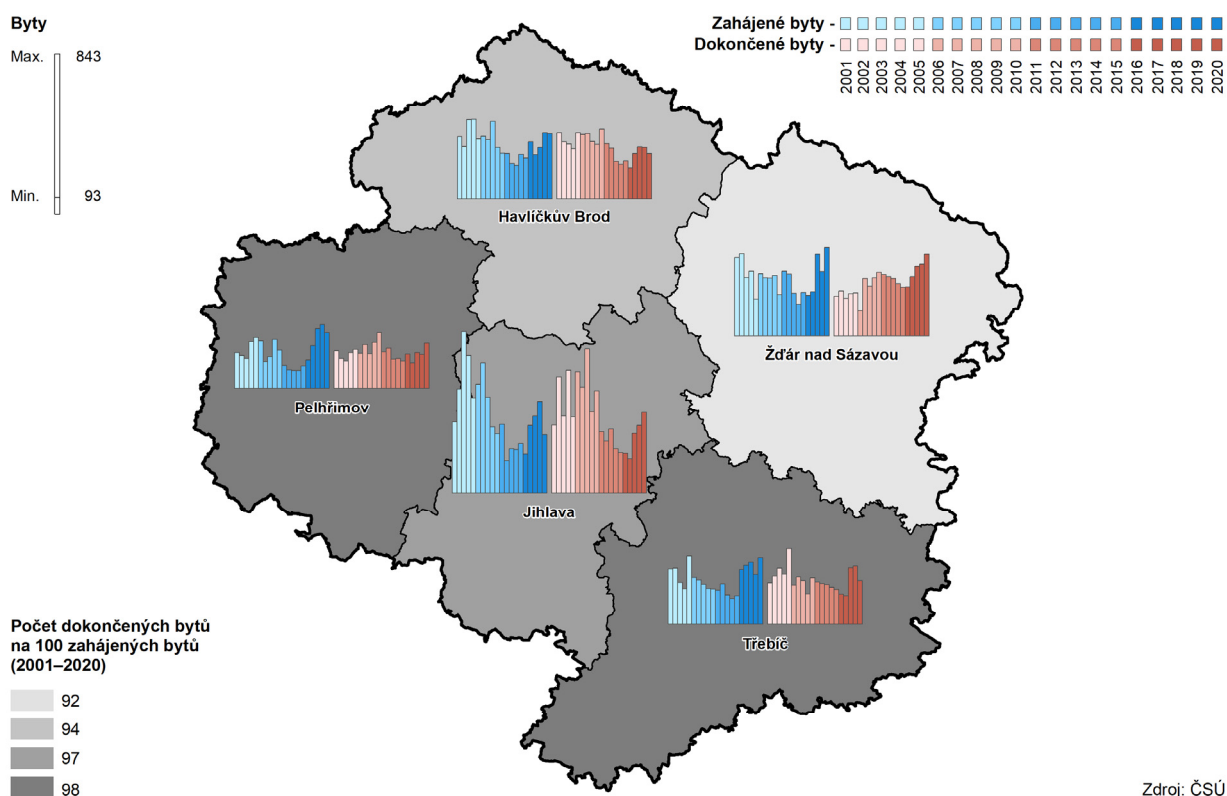 Byty
Max. 843
Min. 93
Zahájené byty -
Dokončené byty -
2001 2002 2003 2004 2005 2006 2007 2008 2009 2010 2011 2012 2013 2014 2015 2016 2017 2018 2019 2020
Havlíčkův Brod
Žďár nad Sázavou
Pelhřimov
Jihlava
Třebíč
Počet dokončených bytů
na 100 zahájených bytů
(2001–2020)
92
94
97
98
Zdroj: ČSÚ